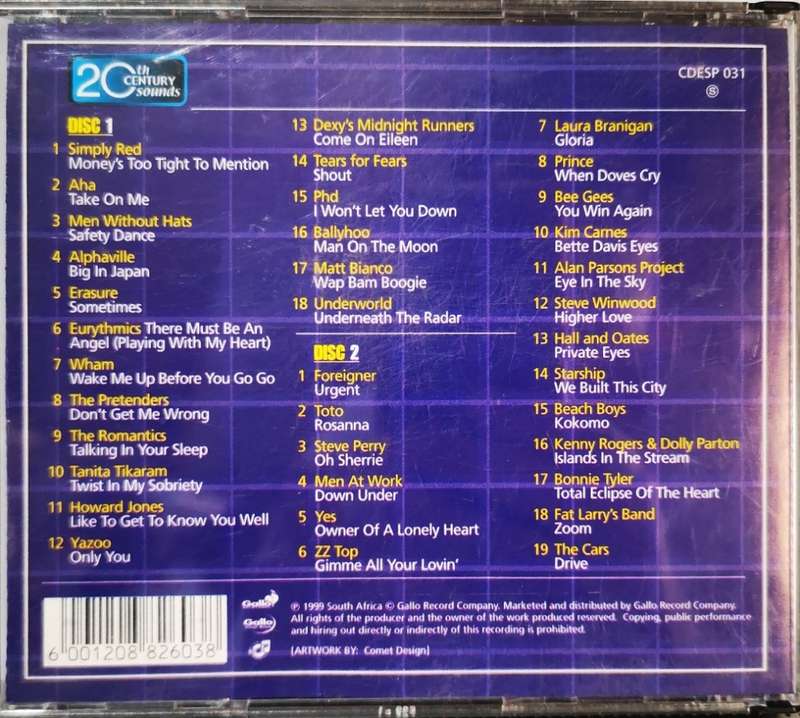 20th
CENTURY
sounds
CDESP 031
Ⓢ
DISC 1
1 Simply Red
Money's Too Tight To Mention
2 Aha
Take On Me
3 Men Without Hats
Safety Dance
4 Alphaville
Big In Japan
5 Erasure
Sometimes
6 Eurythmics There Must Be An
Angel (Playing With My Heart)
7 Wham
Wake Me Up Before You Go Go
8 The Pretenders
Don't Get Me Wrong
9 The Romantics
Talking In Your Sleep
10 Tanita Tikaram
Twist In My Sobriety
11 Howard Jones
Like To Get To Know You Well
12 Yazoo
Only You
13 Dexy's Midnight Runners
Come On Eileen
14 Tears for Fears
Shout
15 Phd
I Won't Let You Down
16 Ballyhoo
Man On The Moon
17 Matt Bianco
Wap Bam Boogie
18 Underworld
Underneath The Radar
DISC 2
1 Foreigner
Urgent
2 Toto
Rosanna
3 Steve Perry
Oh Sherrie
4 Men At Work
Down Under
5 Yes
Owner Of A Lonely Heart
6 ZZ Top
Gimme All Your Lovin'
7 Laura Branigan
Gloria
8 Prince
When Doves Cry
9 Bee Gees
You Win Again
10 Kim Carnes
Bette Davis Eyes
11 Alan Parsons Project
Eye In The Sky
12 Steve Winwood
Higher Love
13 Hall and Oates
Private Eyes
14 Starship
We Built This City
15 Beach Boys
Kokomo
16 Kenny Rogers & Dolly Parton
Islands In The Stream
17 Bonnie Tyler
Total Eclipse Of The Heart
18 Fat Larry's Band
Zoom
19 The Cars
Drive
6 001208 826038
Gallo
Gallo
℗ 1999 South Africa © Gallo Record Company. Marketed and distributed by Gallo Record Company.
All rights of the producer and the owner of the work produced reserved. Copying, public performance
and hiring out directly or indirectly of this recording is prohibited.
(ARTWORK BY: Comet Design)